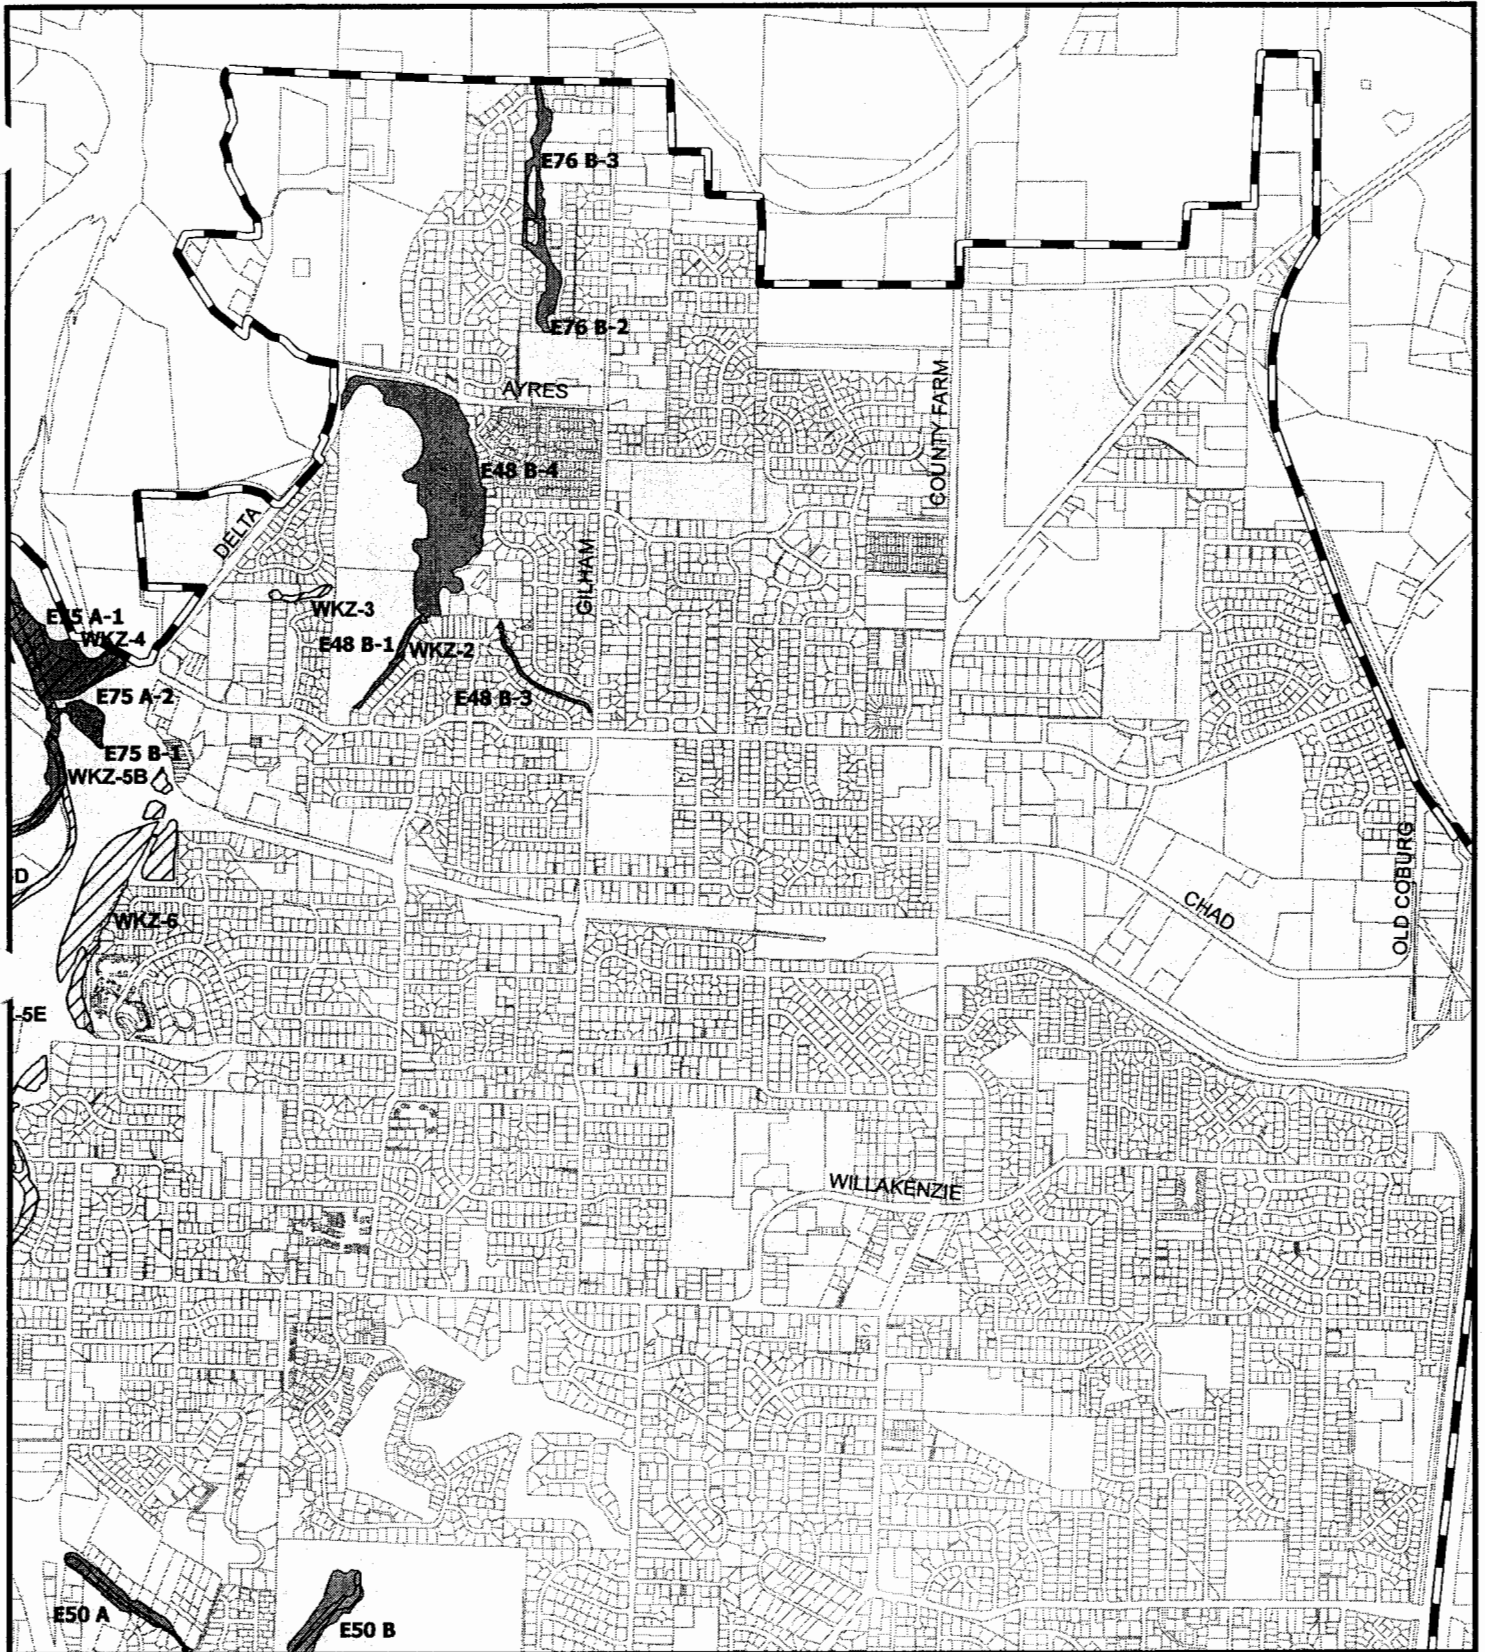 E76 B-3
E76 B-2
AYRES
COUNTY FARM
E48 B-4
DELTA
GILHAM
WKZ-3
E75 A-1
WKZ-4
E48 B-1
WKZ-2
E75 A-2
E48 B-3
E75 B-1
WKZ-5B
D
OLD COBURG
CHAD
WKZ-6
-5E
WILLAKENZIE
E50 A
E50 B